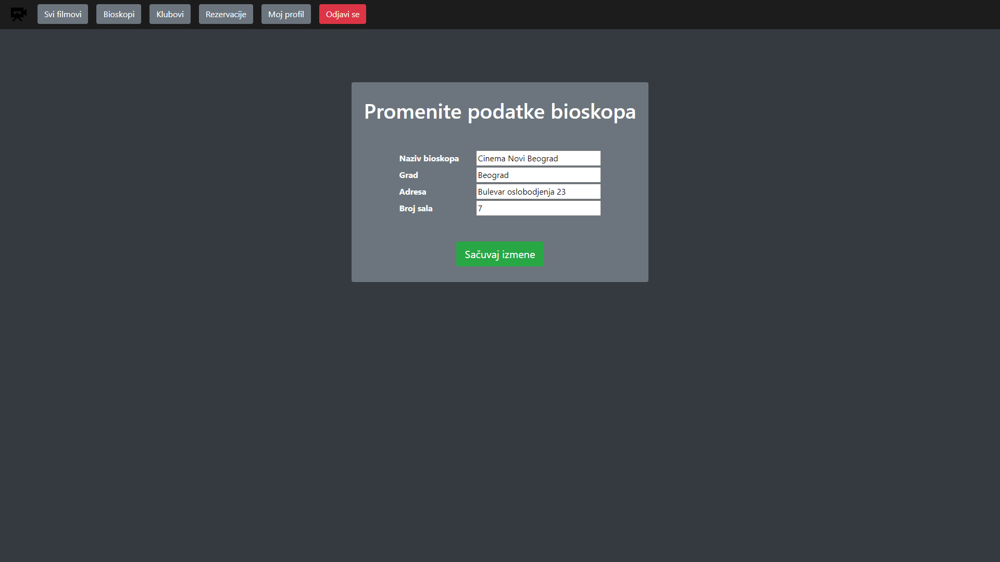 Svi filmovi Bioskopi Klubovi Rezervacije Moj profil Odjavi se
Promenite podatke bioskopa
Naziv bioskopa Cinema Novi Beograd
Grad Beograd
Adresa Bulevar oslobodjenja 23
Broj sala 7
Sačuvaj izmene